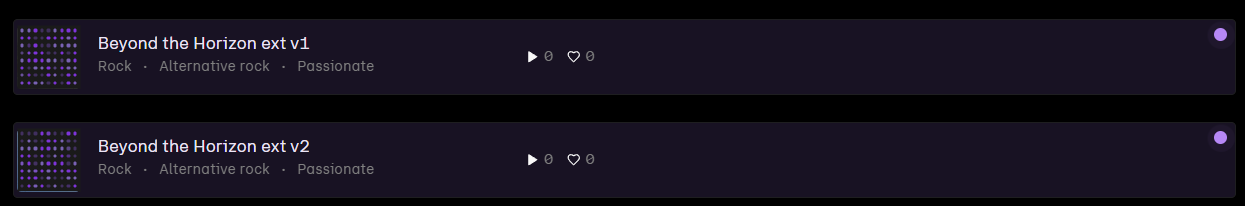 Beyond the Horizon ext v1
Rock · Alternative rock · Passionate
0 0
Beyond the Horizon ext v2
Rock · Alternative rock · Passionate
0 0